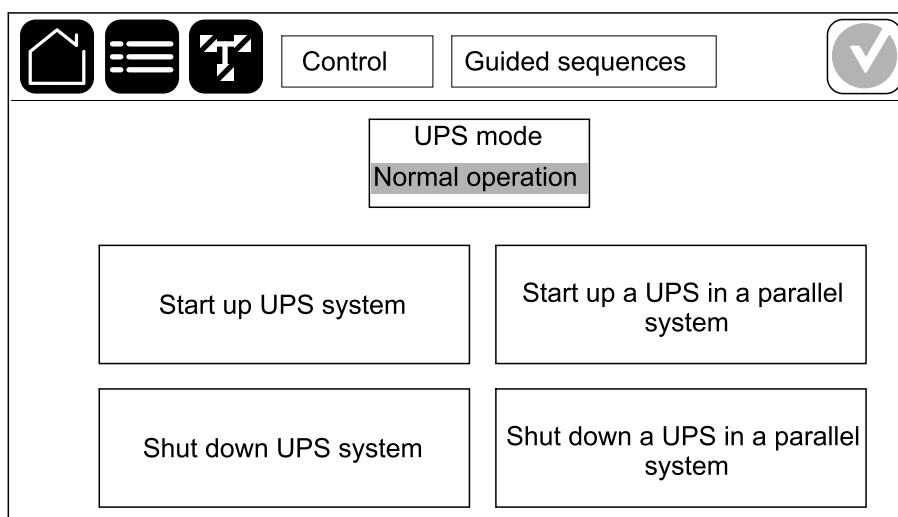 Control
Guided sequences
UPS mode
Normal operation
Start up UPS system
Start up a UPS in a parallel
system
Shut down UPS system
Shut down a UPS in a parallel
system